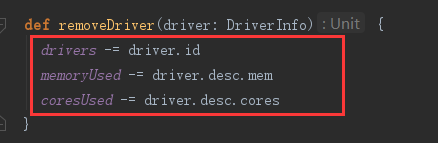 def removeDriver(driver: DriverInfo) : Unit {
drivers -= driver.id
memoryUsed -= driver.desc.mem
coresUsed -= driver.desc.cores
}